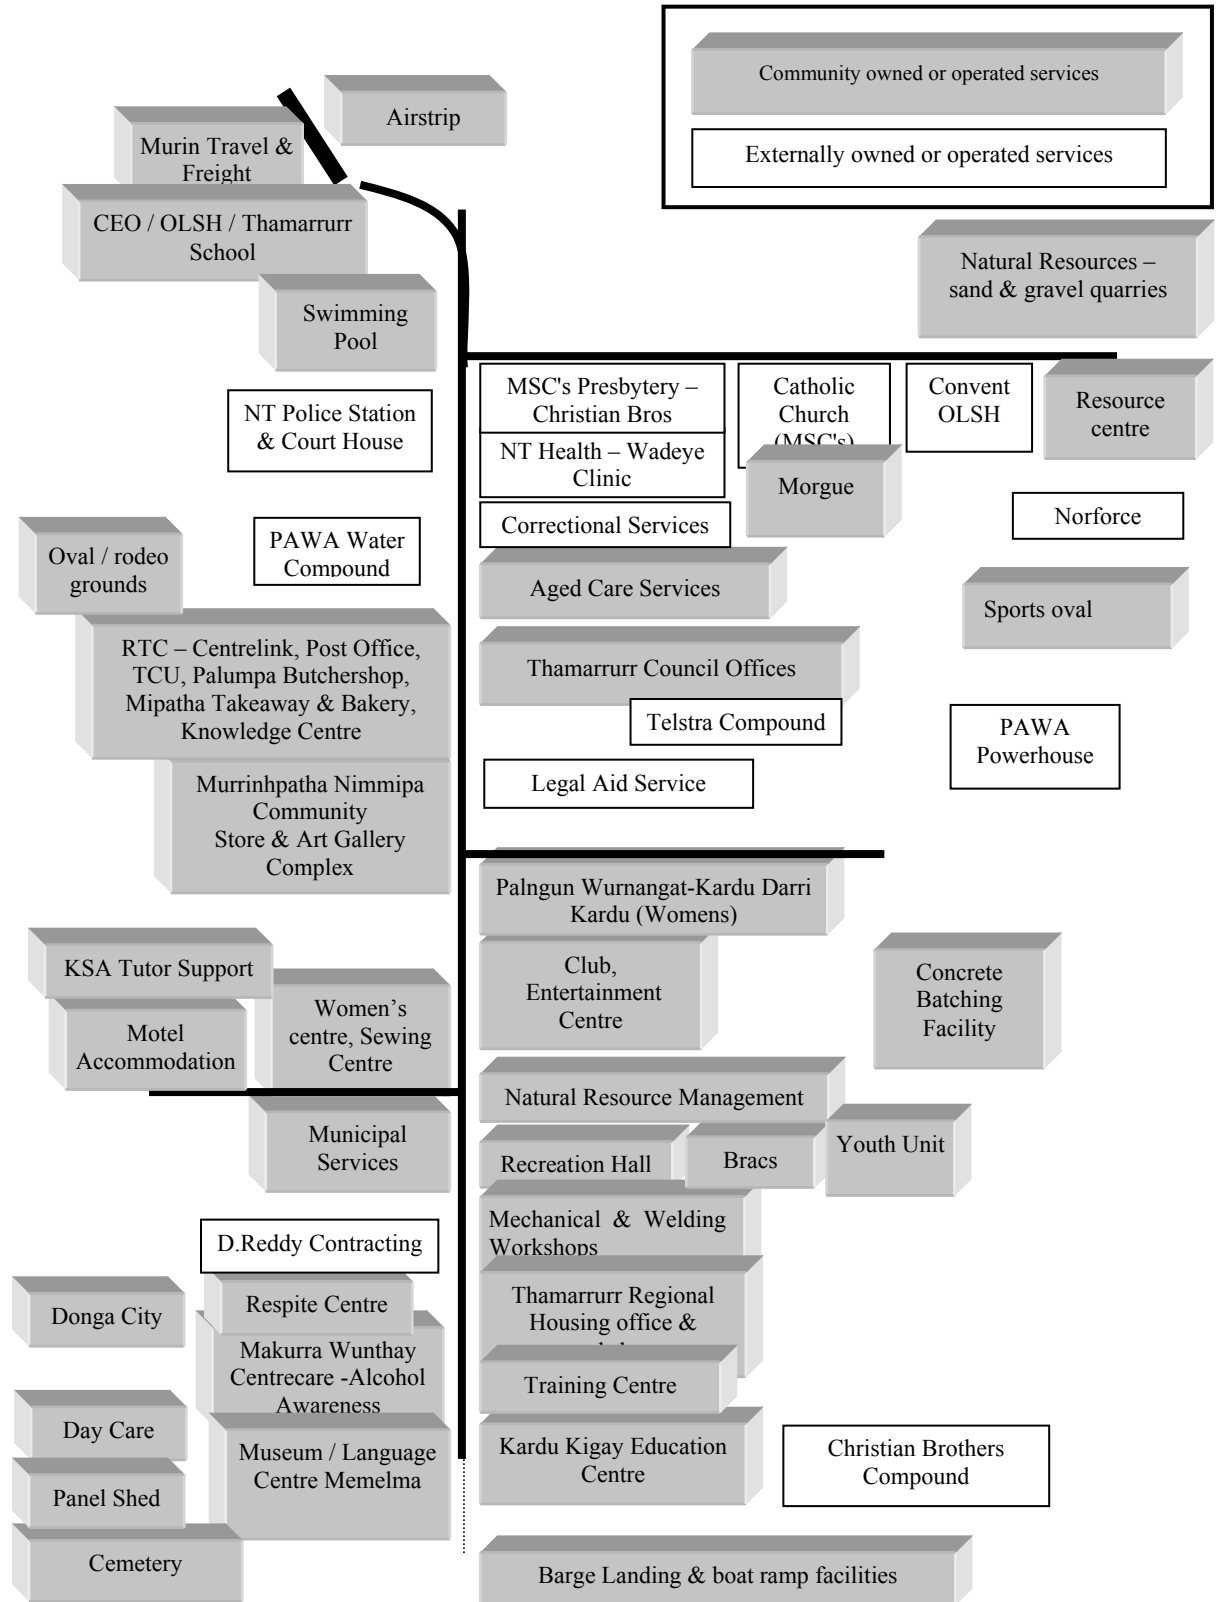 Community owned or operated services
Externally owned or operated services
Airstrip
Murin Travel &
Freight
CEO / OLSH / Thamarrurr
School
Swimming
Pool
Natural Resources –
sand & gravel quarries
NT Police Station
& Court House
MSC's Presbytery –
Christian Bros
Catholic
Church
(MSC's)
Convent
OLSH
Resource
centre
NT Health – Wadeye
Clinic
Morgue
Correctional Services
Norforce
Oval / rodeo
grounds
PAWA Water
Compound
Aged Care Services
Sports oval
RTC – Centrelink, Post Office,
TCU, Palumpa Butchershop,
Mipatha Takeaway & Bakery,
Knowledge Centre
Thamarrurr Council Offices
Telstra Compound
PAWA
Powerhouse
Legal Aid Service
Murrinhpatha Nimmipa
Community
Store & Art Gallery
Complex
Palngun Wurnangat-Kardu Darri
Kardu (Womens)
KSA Tutor Support
Club,
Entertainment
Centre
Concrete
Batching
Facility
Motel
Accommodation
Women’s
centre, Sewing
Centre
Natural Resource Management
Municipal
Services
Recreation Hall
Bracs
Youth Unit
Mechanical & Welding
Workshops
D.Reddy Contracting
Donga City
Respite Centre
Thamarrurr Regional
Housing office &
Makurra Wunthay
Centrecare -Alcohol
Awareness
Training Centre
Day Care
Museum / Language
Centre Memelma
Kardu Kigay Education
Centre
Christian Brothers
Compound
Panel Shed
Cemetery
Barge Landing & boat ramp facilities